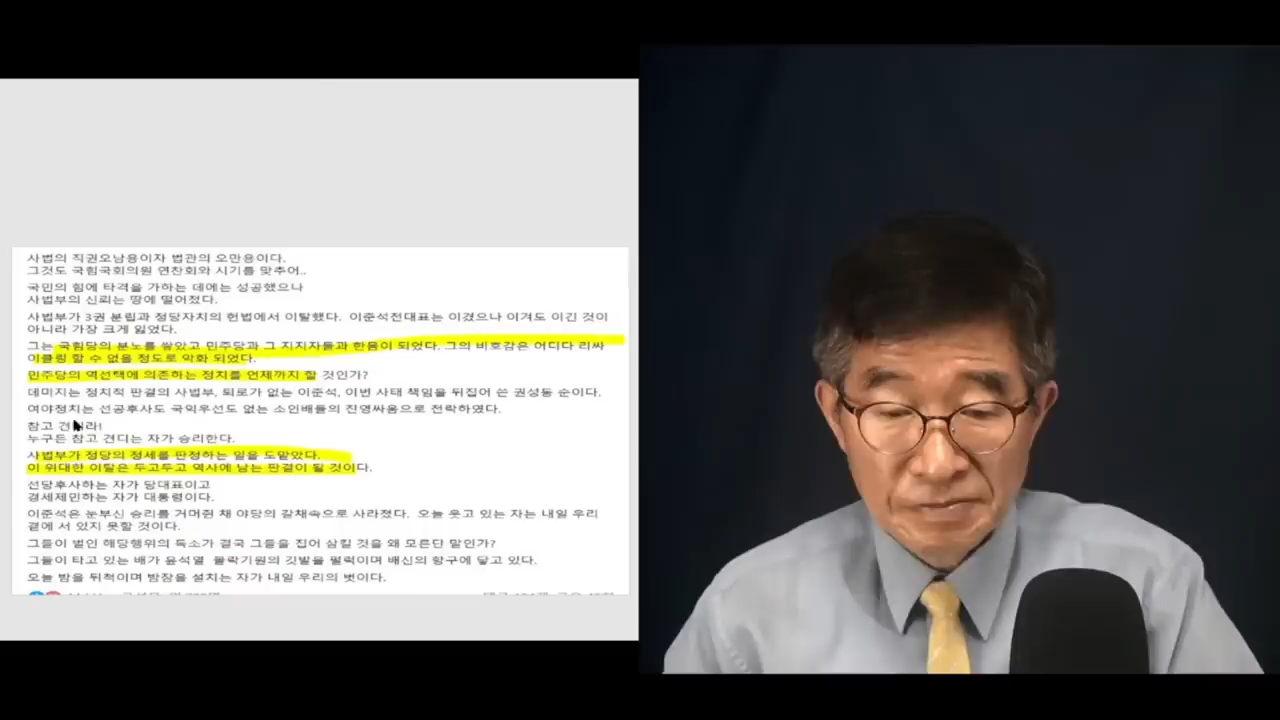 사법의 직권오남용이자 법관의 오만용이다.
그것도 국힘국회의원 연찬회와 시기를 맞추어..
국민의 힘에 타격을 가하는 데에는 성공했으나
사법부의 신뢰는 땅에 떨어졌다.
사법부가 3권 분립과 정당자치의 헌법에서 이탈했다. 이준석전대표는 이겼으나 이겨도 이긴 것이
아니라 가장 크게 잃었다.
그는 국힘당의 분노를 쌓았고 민주당과 그 지지자들과 한몸이 되었다. 그의 비호감은 어디다 리싸
이클링 할 수 없을 정도로 악화 되었다.
민주당의 역선택에 의존하는 정치를 언제까지 할 것인가?
데미지는 정치적 판결의 사법부, 퇴로가 없는 이준석, 이번 사태 책임을 뒤집어 쓴 권성동 순이다.
여야정치는 선공후사도 국익우선도 없는 소인배들의 진영싸움으로 전락하였다.
참고 견뎌라!
누구든 참고 견디는 자가 승리한다.
사법부가 정당의 정세를 판정하는 일을 도맡았다.
이 위대한 이탈은 두고두고 역사에 남는 판결이 될 것이다.
선당후사하는 자가 당대표이고
경세제민하는 자가 대통령이다.
이준석은 눈부신 승리를 거머쥔 채 야당의 갈채속으로 사라졌다. 오늘 웃고 있는 자는 내일 우리
곁에 서 있지 못할 것이다.
그들이 벌인 해당행위의 독소가 결국 그들을 집어 삼킬 것을 왜 모른단 말인가?
그들이 타고 있는 배가 윤석열 몰락기원의 깃발을 펄럭이며 배신의 항구에 닿고 있다.
오늘 밤을 뒤척이며 밤잠을 설치는 자가 내일 우리의 벗이다.